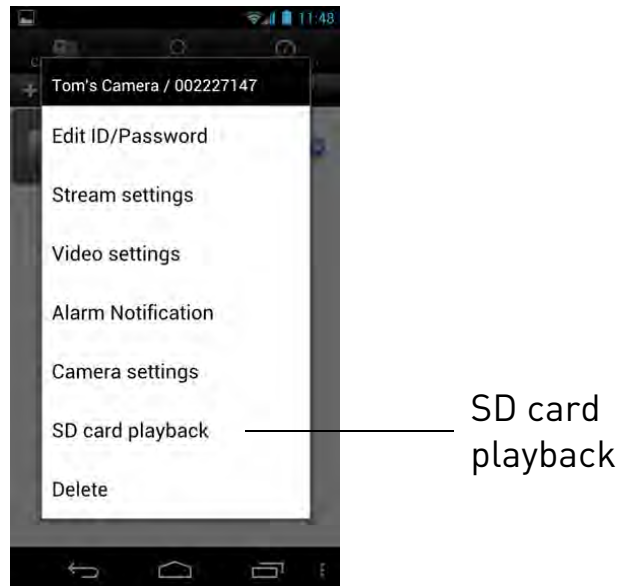 11:48
Tom's Camera / 002227147
Edit ID/Password
Stream settings
Video settings
Alarm Notification
Camera settings
SD card playback
Delete
SD card
playback